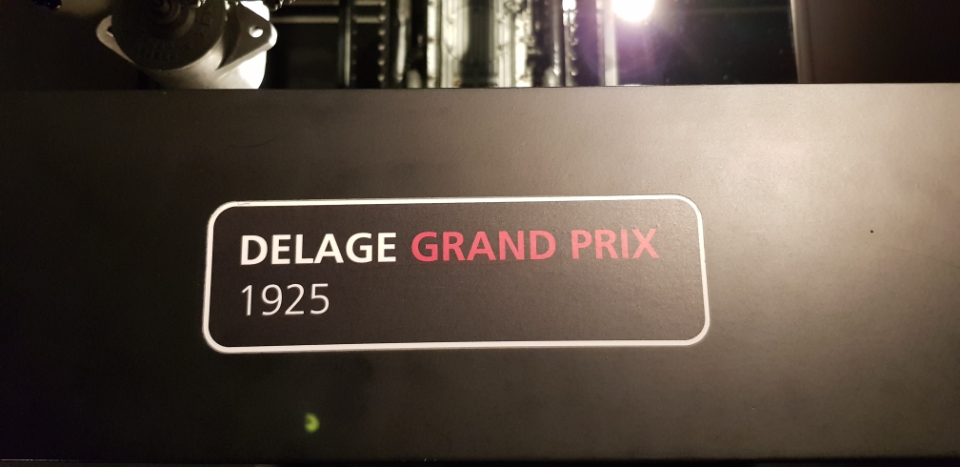 DELAGE GRAND PRIX
1925